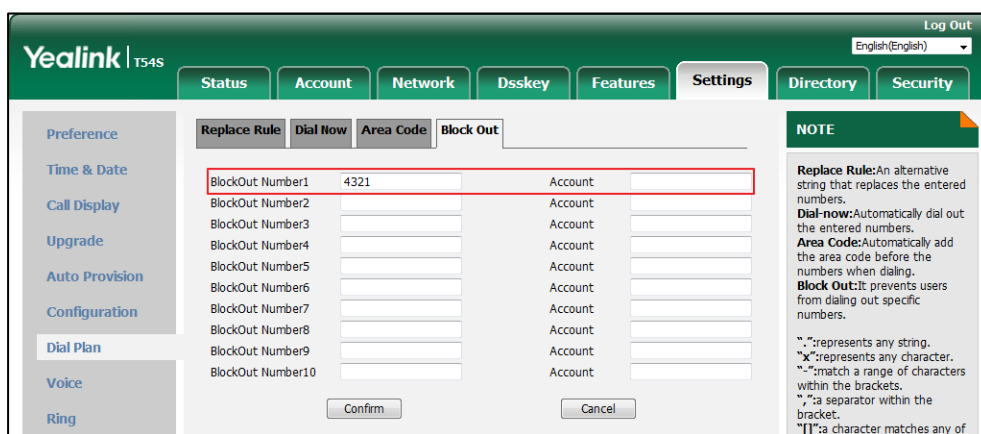 Log Out
Yealink T54S
English(English)
Status Account Network Dsskey Features Settings Directory Security
Preference
Time & Date
Call Display
Upgrade
Auto Provision
Configuration
Dial Plan
Voice
Ring
Replace Rule Dial Now Area Code Block Out
BlockOut Number1 4321 Account
BlockOut Number2 Account
BlockOut Number3 Account
BlockOut Number4 Account
BlockOut Number5 Account
BlockOut Number6 Account
BlockOut Number7 Account
BlockOut Number8 Account
BlockOut Number9 Account
BlockOut Number10 Account
Confirm Cancel
NOTE
Replace Rule:An alternative
string that replaces the entered
numbers.
Dial-now:Automatically dial out
the entered numbers.
Area Code:Automatically add
the area code before the
numbers when dialing.
Block Out:It prevents users
from dialing out specific
numbers.
".":represents any string.
"x":represents any character.
"-":match a range of characters
within the brackets.
",":a separator within the
bracket.
"[]":a character matches any of